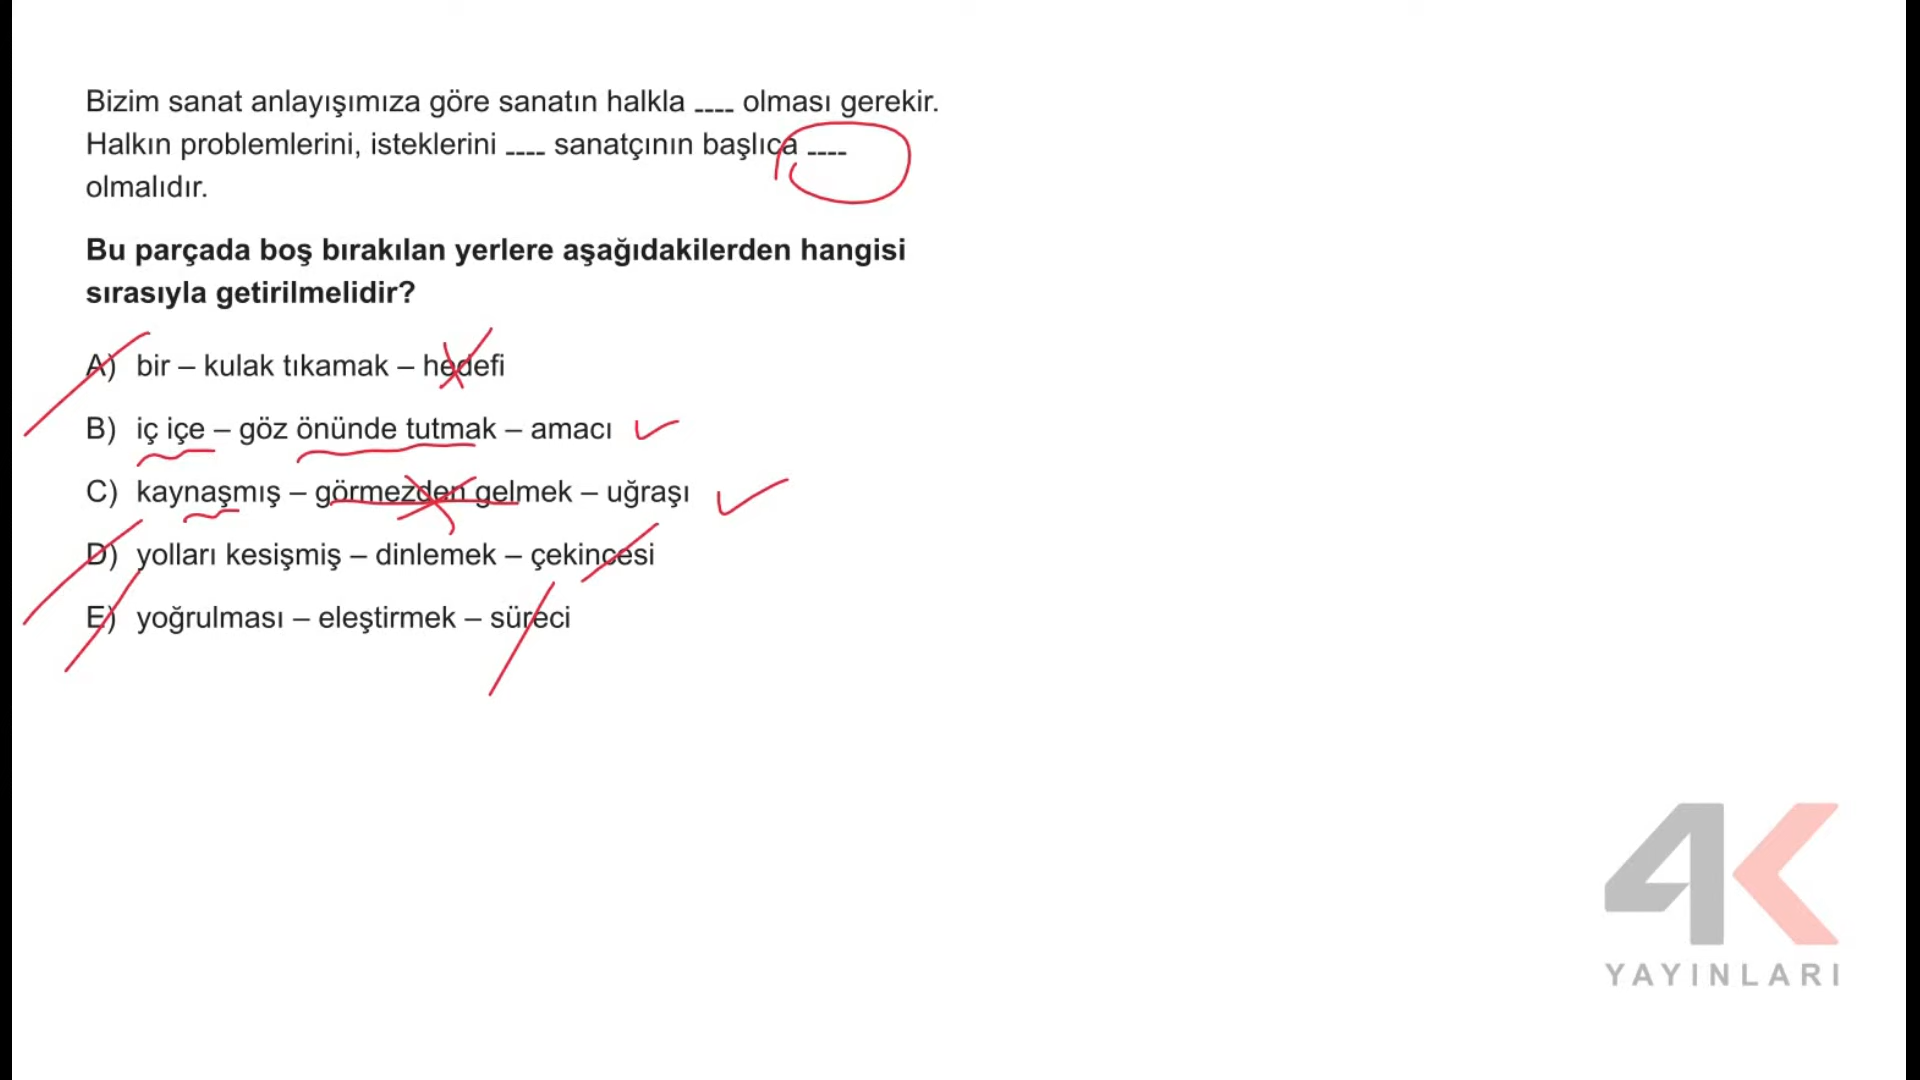 Bizim sanat anlayışımıza göre sanatın halkla ---- olması gerekir.
Halkın problemlerini, isteklerini ---- sanatçının başlıca ----
olmalıdır.
Bu parçada boş bırakılan yerlere aşağıdakilerden hangisi
sırasıyla getirilmelidir?
A) bir – kulak tıkamak – hedefi
B) iç içe – göz önünde tutmak – amacı
C) kaynaşmış – görmezden gelmek – uğraşı
D) yolları kesişmiş – dinlemek – çekincesi
E) yoğrulması – eleştirmek – süreci
4K
YAYINLARI